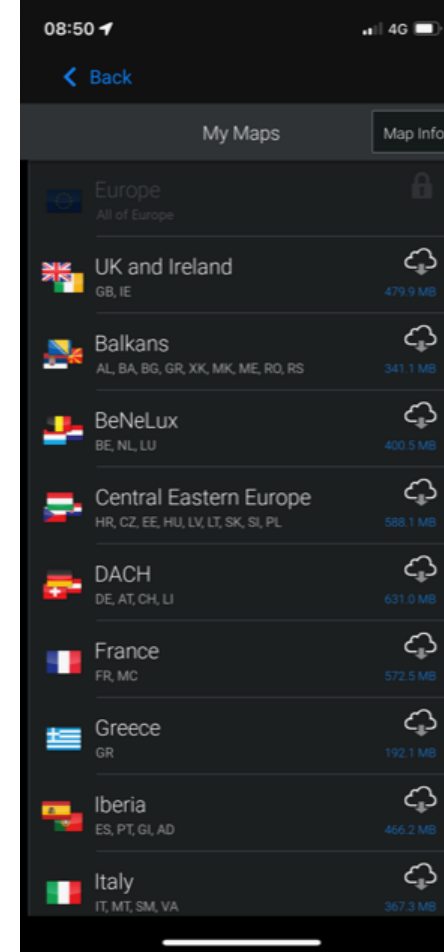 08:50
4G
Back
My Maps
Map Info
Europe
All of Europe
UK and Ireland
GB, IE
479.9 MB
Balkans
AL, BA, BG, GR, XK, MK, ME, RO, RS
341.1 MB
BeNeLux
BE, NL, LU
400.5 MB
Central Eastern Europe
HR, CZ, EE, HU, LV, LT, SK, SI, PL
588.1 MB
DACH
DE, AT, CH, LI
631.0 MB
France
FR, MC
572.5 MB
Greece
GR
192.1 MB
Iberia
ES, PT, GI, AD
466.2 MB
Italy
IT, MT, SM, VA
367.3 MB